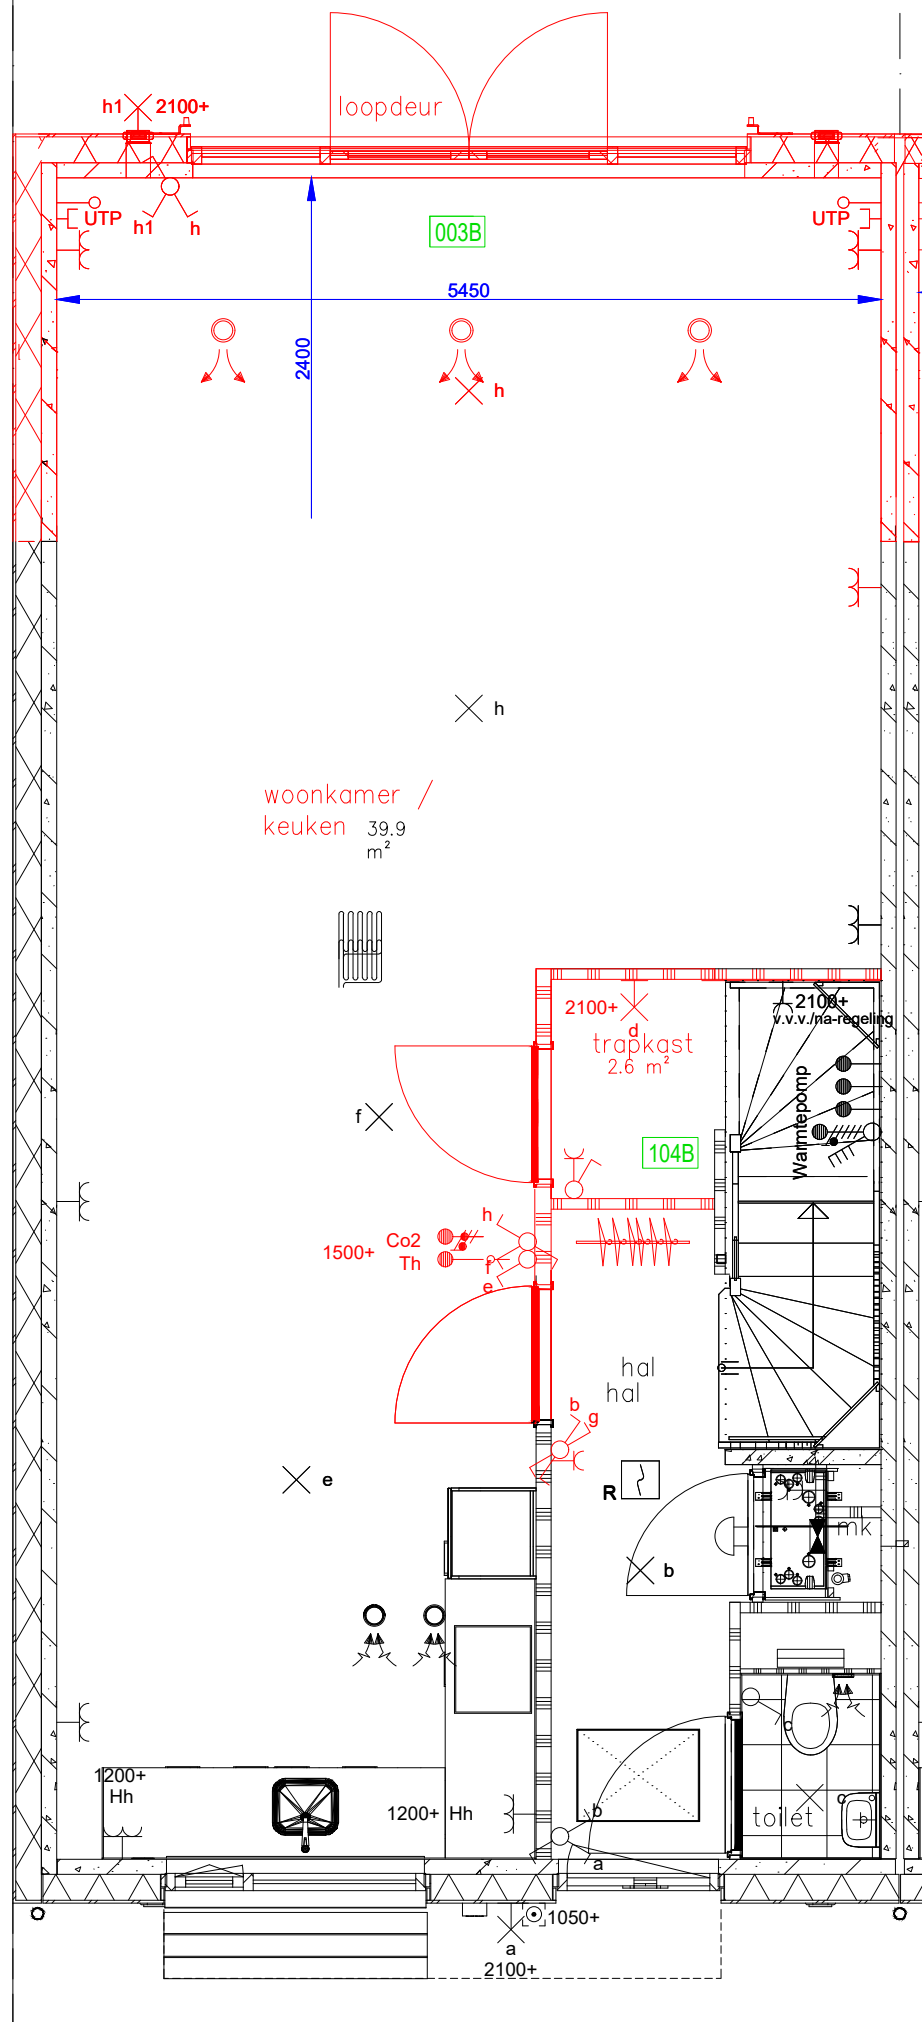 loopdeur
h1 2100+
UTP
h1 h
UTP
003B
5450
2400
h
h
woonkamer /
keuken 39.9
m²
2100+
d
trapkast
2.6 m²
2100+
v.v.v./na-regeling
Warmtepomp
f
104B
h
Co2
1500+
Th
f
e
hal
hal
b
g
e
R
mk
b
1200+
Hh
1200+ Hh
b
toilet
a
1050+
a
2100+